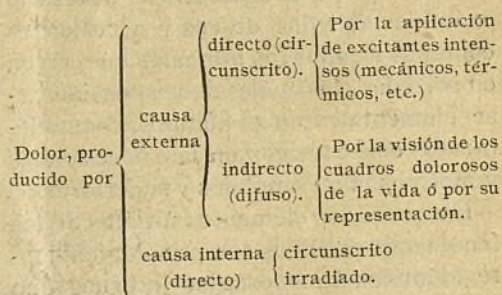 Dolor, pro-
ducido por
causa
externa
directo (cir-
cunscrito).
Por la aplicación
de excitantes inten-
sos (mecánicos, tér-
micos, etc.)
indirecto
(difuso).
Por la visión de los
cuadros dolorosos
de la vida ó por su
representación.
causa interna
(directo)
circunscrito
irradiado.